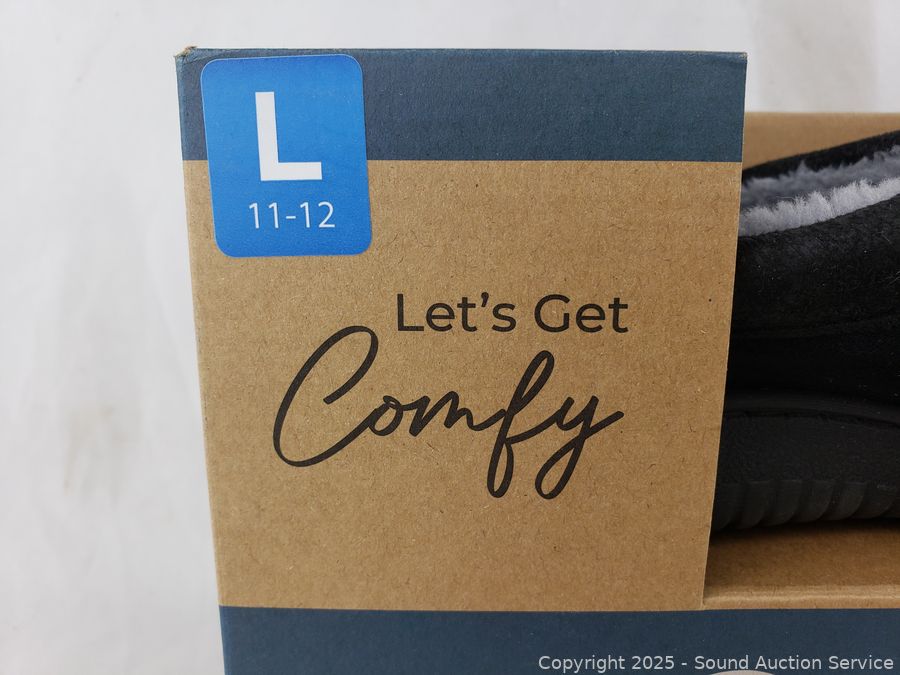 L
11-12
Let's Get
Comfy
Copyright 2025 - Sound Auction Service